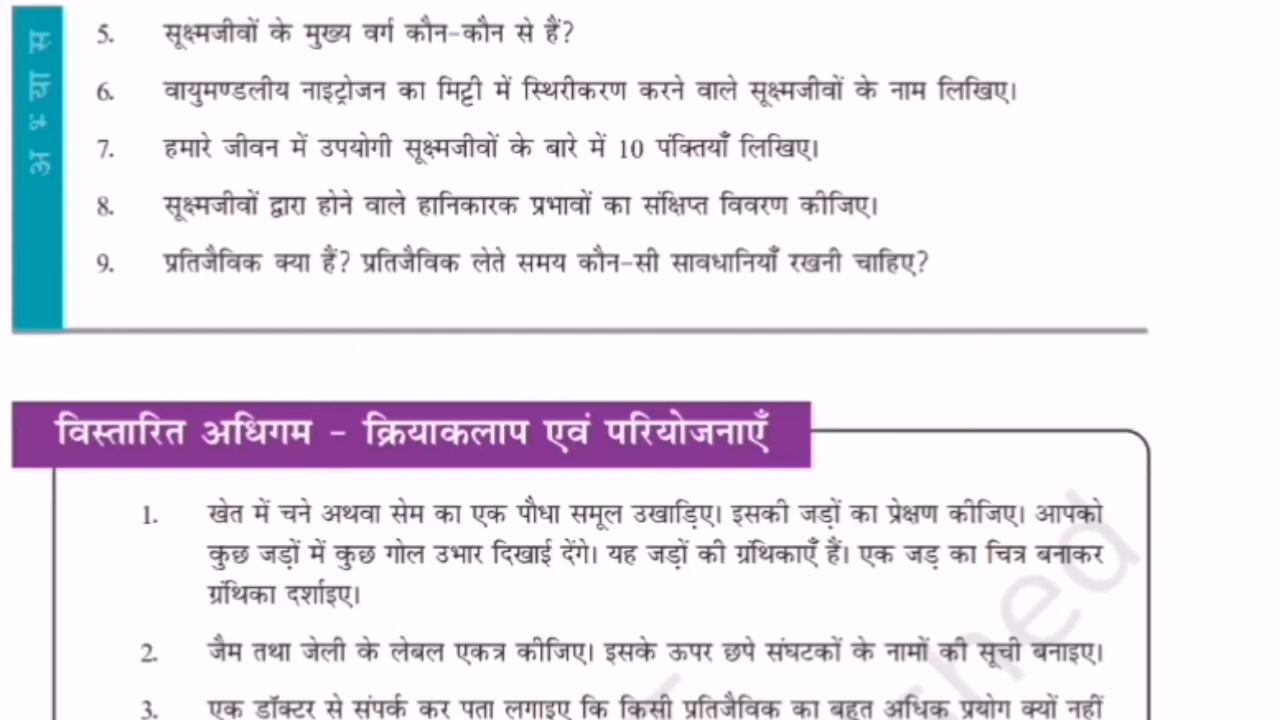 अभ्यास
5. सूक्ष्मजीवों के मुख्य वर्ग कौन-कौन से हैं?
6. वायुमण्डलीय नाइट्रोजन का मिट्टी में स्थिरीकरण करने वाले सूक्ष्मजीवों के नाम लिखिए।
7. हमारे जीवन में उपयोगी सूक्ष्मजीवों के बारे में 10 पंक्तियाँ लिखिए।
8. सूक्ष्मजीवों द्वारा होने वाले हानिकारक प्रभावों का संक्षिप्त विवरण कीजिए।
9. प्रतिजैविक क्या हैं? प्रतिजैविक लेते समय कौन-सी सावधानियाँ रखनी चाहिए?
विस्तारित अधिगम - क्रियाकलाप एवं परियोजनाएँ
1. खेत में चने अथवा सेम का एक पौधा समूल उखाड़िए। इसकी जड़ों का प्रेक्षण कीजिए। आपको
कुछ जड़ों में कुछ गोल उभार दिखाई देंगे। यह जड़ों की ग्रंथिकाएँ हैं। एक जड़ का चित्र बनाकर
ग्रंथिका दर्शाइए।
2. जैम तथा जेली के लेबल एकत्र कीजिए। इसके ऊपर छपे संघटकों के नामों की सूची बनाइए।
3. एक डॉक्टर से संपर्क कर पता लगाइए कि किसी प्रतिजैविक का बहुत अधिक प्रयोग क्यों नहीं